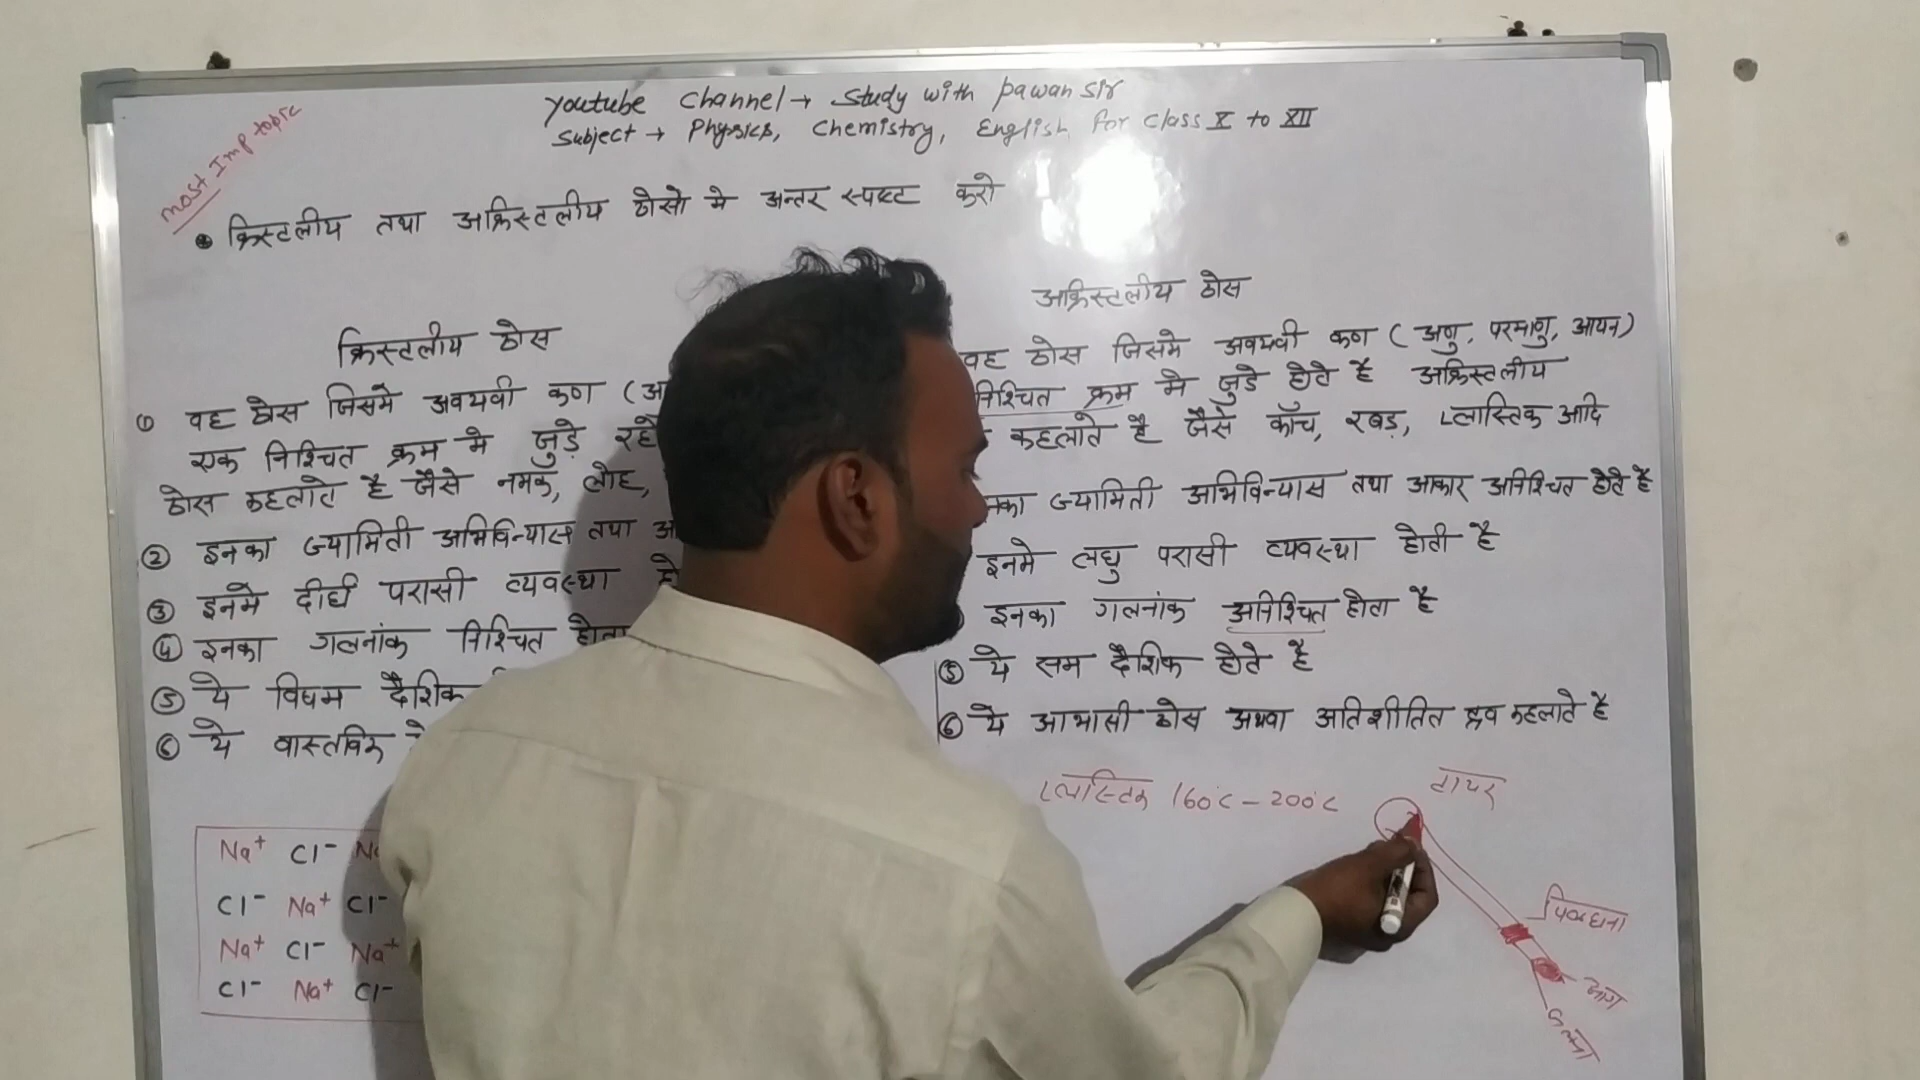 Youtube channel → Study with pawan sir
Subject → Physics, Chemistry, English for class X to XII
Most Imp topic
क्रिस्टलीय तथा अक्रिस्टलीय ठोसो मे अन्तर स्पष्ट करो
क्रिस्टलीय ठोस
① वह ठोस जिसमे अवयवी कण (अ
एक निश्चित क्रम मे जुड़े रहते
ठोस कहलाते है जैसे नमक, लोह,
② इनका ज्यामिती अभिविन्यास तथा आ
③ इनमे दीर्घ परासी व्यवस्था हो
④ इनका गलनांक निश्चित होता
⑤ ये विषम दैशिक
⑥ ये वास्तविक
अक्रिस्टलीय ठोस
वह ठोस जिसमे अवयवी कण (अणु, परमाणु, आयन)
निश्चित क्रम मे जुड़े होते है अक्रिस्टलीय
कहलाते है जैसे काँच, रबड़, प्लास्टिक आदि
नका ज्यामिती अभिविन्यास तथा आकार अनिश्चित होते है
इनमे लघु परासी व्यवस्था होती है
इनका गलनांक अनिश्चित होता है
⑤ ये सम दैशिक होते है
⑥ ये आभासी ठोस अथवा अतिशीतित द्रव कहलाते है
Na⁺ Cl⁻ Na
Cl⁻ Na⁺ Cl⁻
Na⁺ Cl⁻ Na⁺
Cl⁻ Na⁺ Cl⁻
प्लास्टिक 160°C – 200°C
टायर
पिघलना
आग